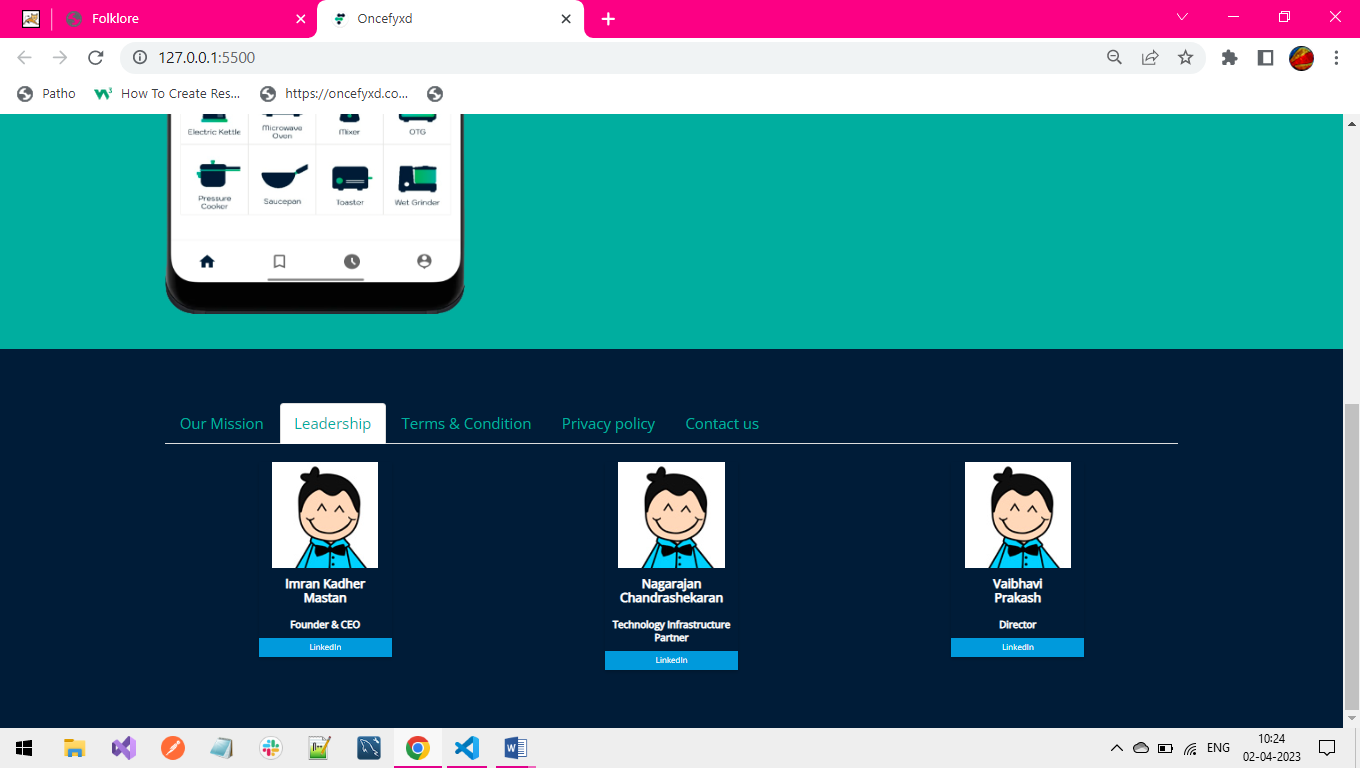 Folklore
Oncefyxd
127.0.0.1:5500
Patho
How To Create Res...
https://oncefyxd.co...
Electric Kettle
Microwave
Oven
Mixer
OTG
Pressure
Cooker
Saucepan
Toaster
Wet Grinder
Our Mission
Leadership
Terms & Condition
Privacy policy
Contact us
Imran Kadher
Mastan
Founder & CEO
LinkedIn
Nagarajan
Chandrashekaran
Technology Infrastructure
Partner
LinkedIn
Vaibhavi
Prakash
Director
LinkedIn
ENG
10:24
02-04-2023